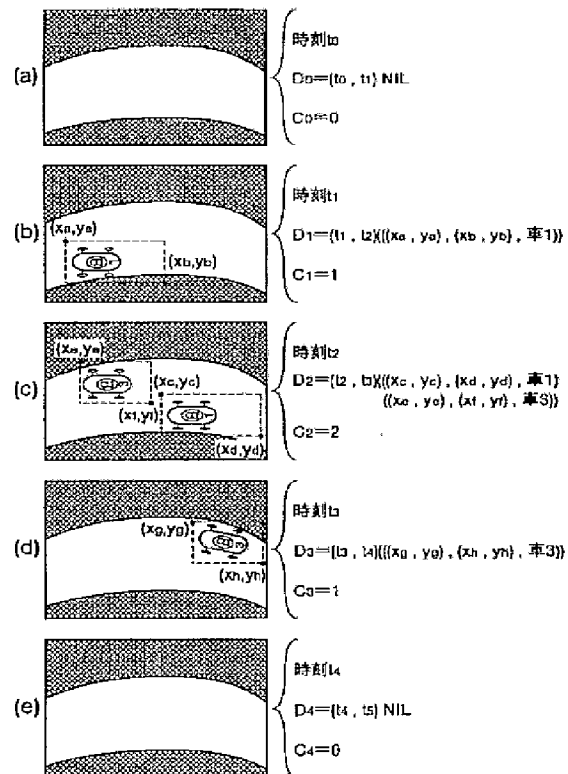 (a)
時刻t0
D0=(t0 , t1) NIL
C0=0
(b)
(xa,ya)
(xb,yb)
時刻t1
D1=(t1 , t2)(((xa , ya) , (xb , yb) , 車1))
C1=1
(c)
(xe,ye)
(xc,yc)
(xf,yf)
(xd,yd)
時刻t2
D2=(t2 , t3)(((xc , yc) , (xd , yd) , 車1)
((xe , ye) , (xf , yf) , 車3))
C2=2
(d)
(xg,yg)
(xh,yh)
時刻t3
D3=(t3 , t4)(((xg , yg) , (xh , yh) , 車3))
C3=1
(e)
時刻t4
D4=(t4 , t5) NIL
C4=0